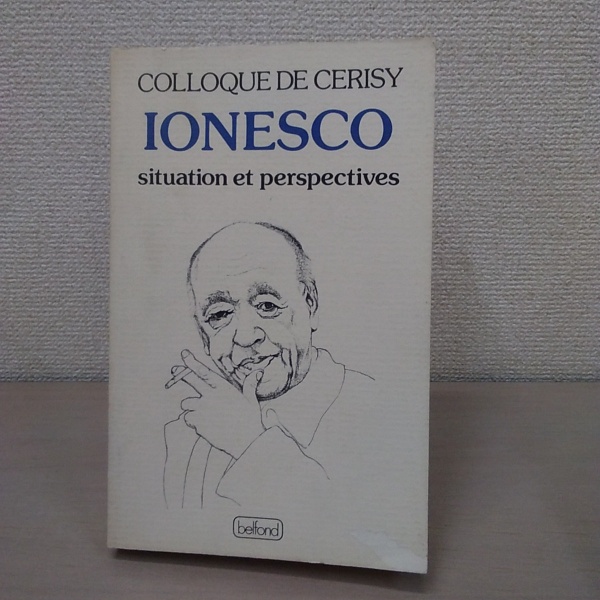 COLLOQUE DE CERISY
IONESCO
situation et perspectives
belfond